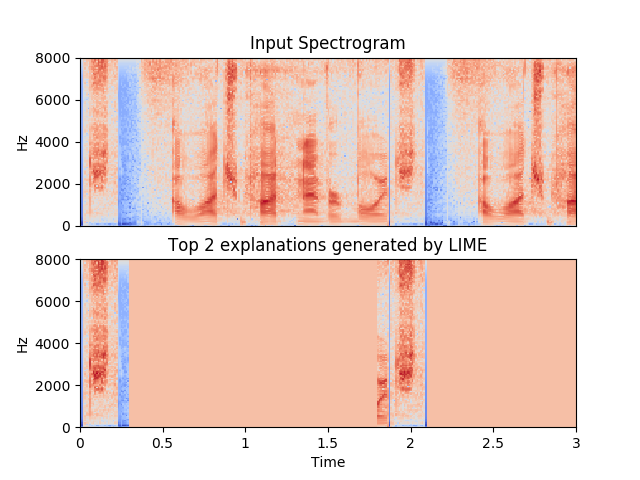 Input Spectrogram
8000
6000
Hz
4000
2000
0
Top 2 explanations generated by LIME
8000
6000
Hz
4000
2000
0
0 0.5 1 1.5 2 2.5 3
Time